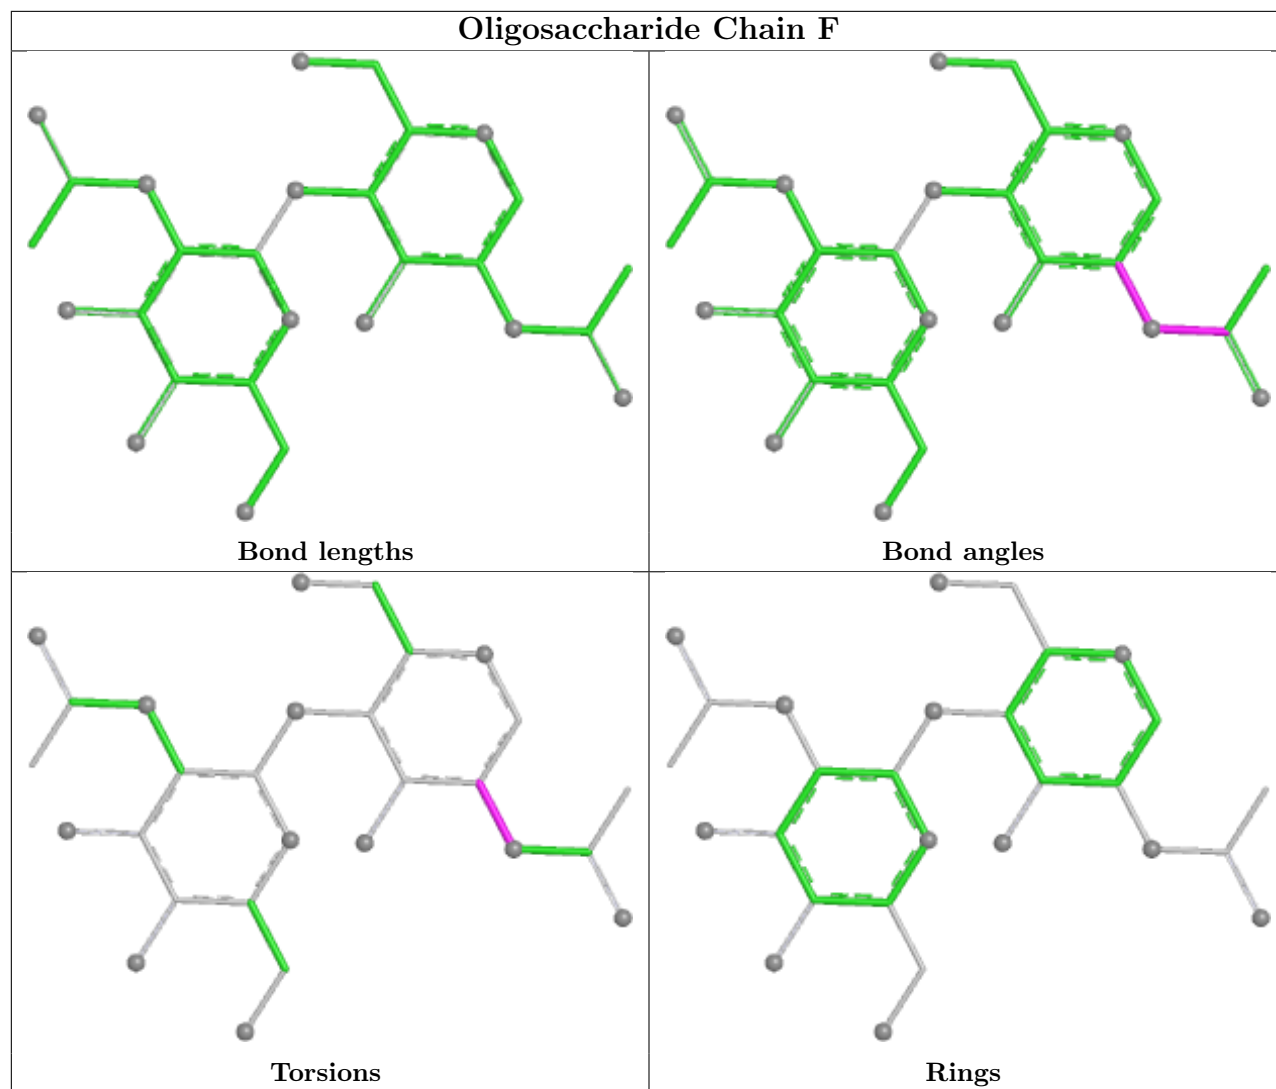 Oligosaccharide Chain F
Bond lengths
Bond angles
Torsions
Rings